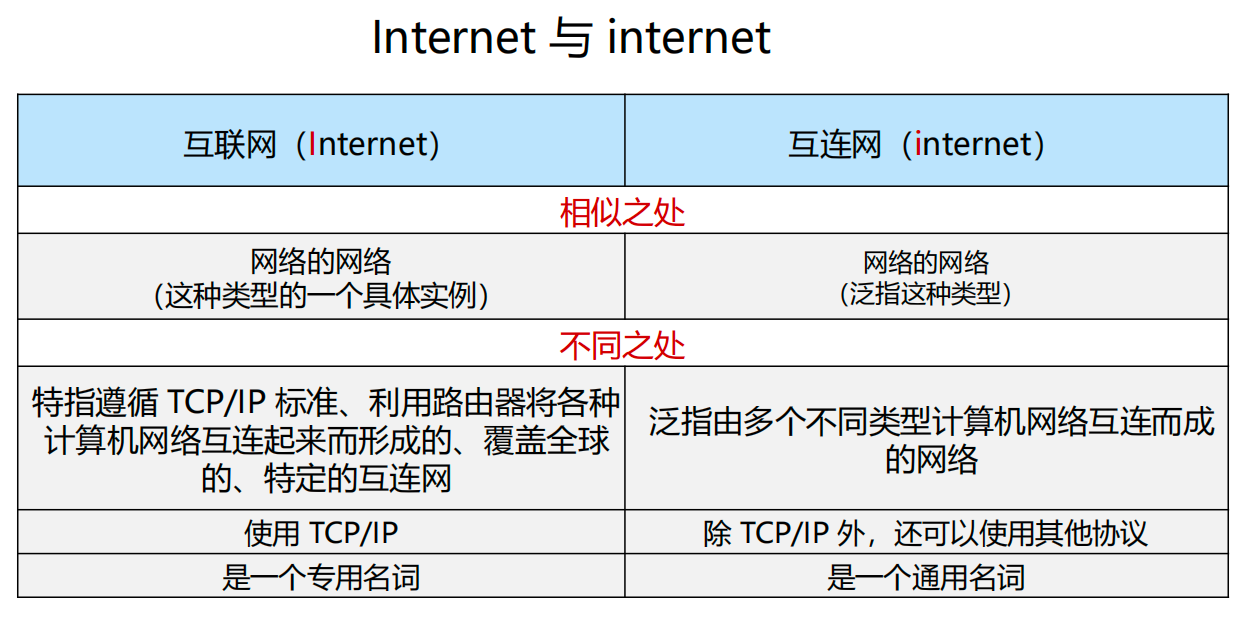 Internet 与 internet
互联网（Internet）
互连网（internet）
相似之处
网络的网络
（这种类型的一个具体实例）
网络的网络
（泛指这种类型）
不同之处
特指遵循 TCP/IP 标准、利用路由器将各种
计算机网络互连起来而形成的、覆盖全球
的、特定的互连网
泛指由多个不同类型计算机网络互连而成
的网络
使用 TCP/IP
除 TCP/IP 外，还可以使用其他协议
是一个专用名词
是一个通用名词